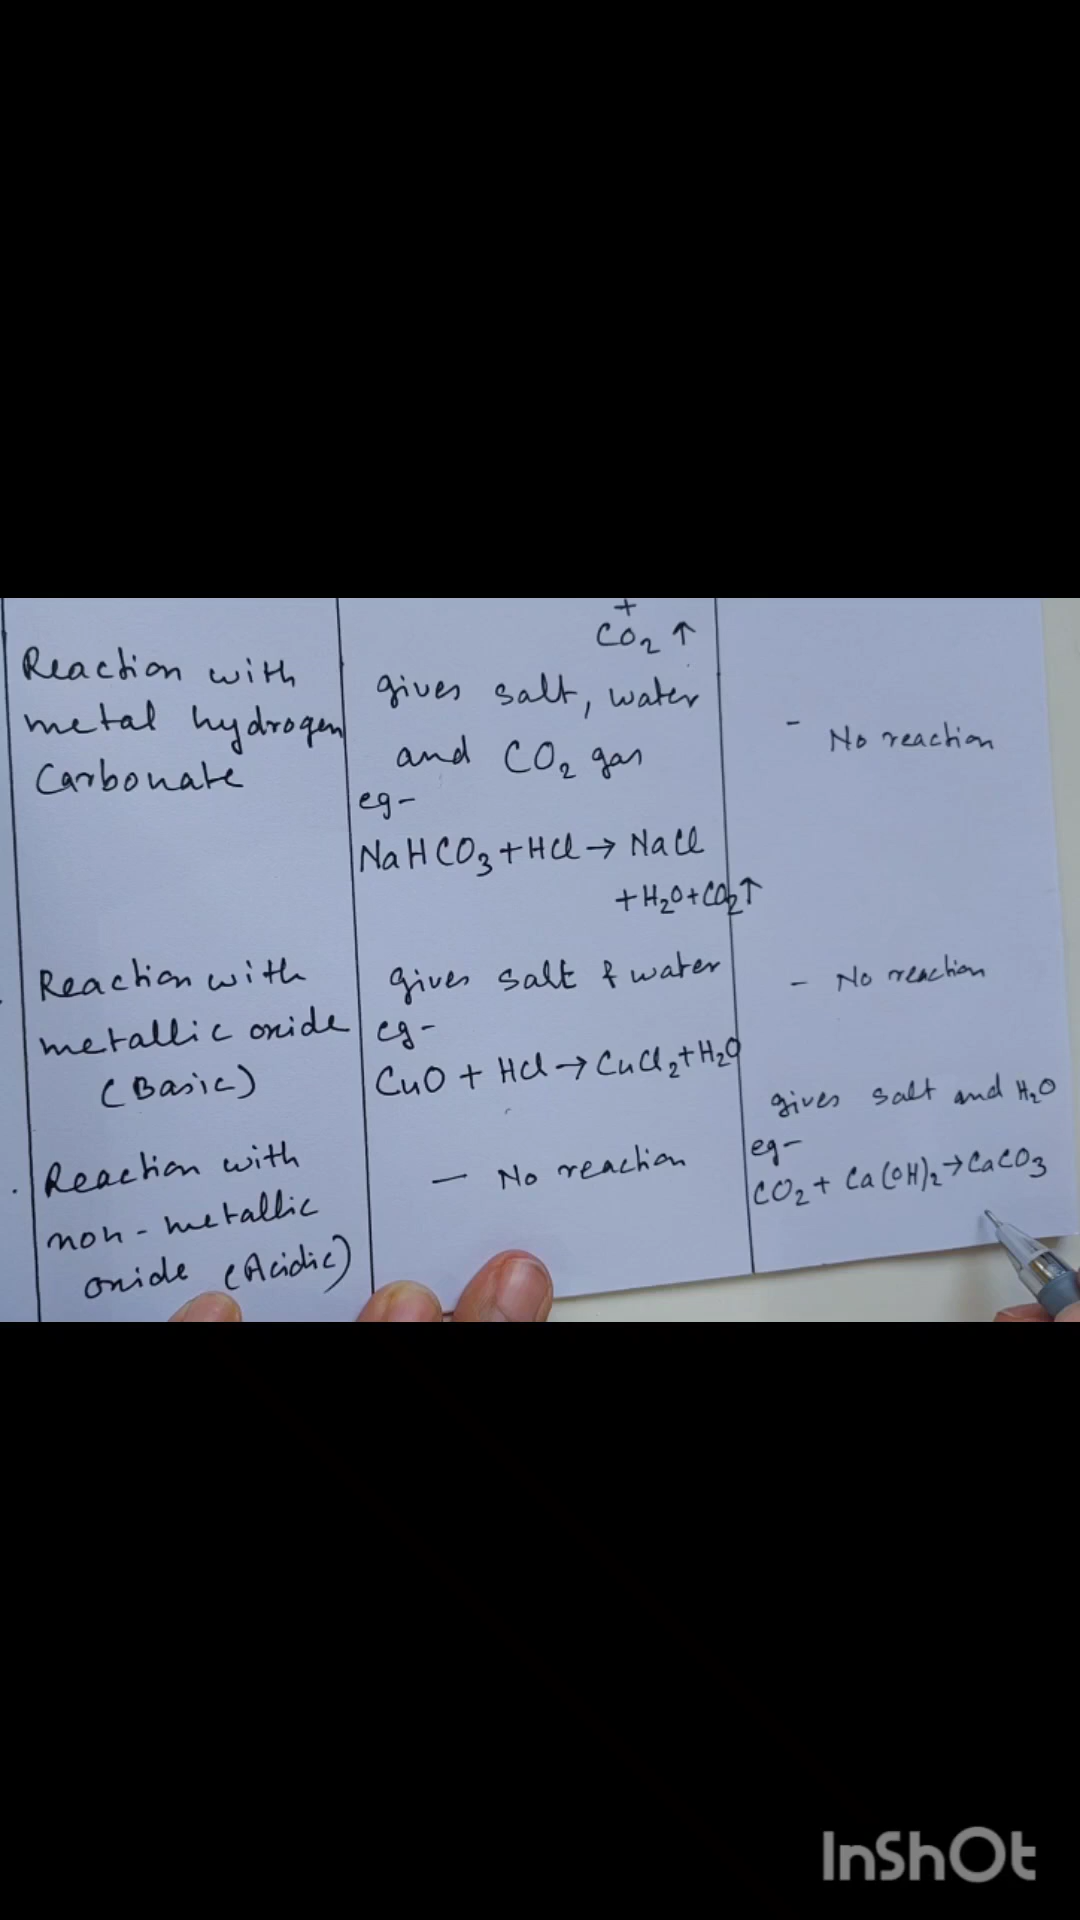 +
CO₂ ↑
Reaction with
metal hydrogen
Carbonate
gives salt, water
and CO₂ gas
eg-
NaHCO₃ + HCl → NaCl
+ H₂O + CO₂ ↑
- No reaction
Reaction with
metallic oxide
(Basic)
gives salt & water
eg-
CuO + HCl → CuCl₂ + H₂O
- No reaction
Reaction with
non-metallic
oxide (Acidic)
— No reaction
gives salt and H₂O
eg-
CO₂ + Ca(OH)₂ → CaCO₃
InShOt